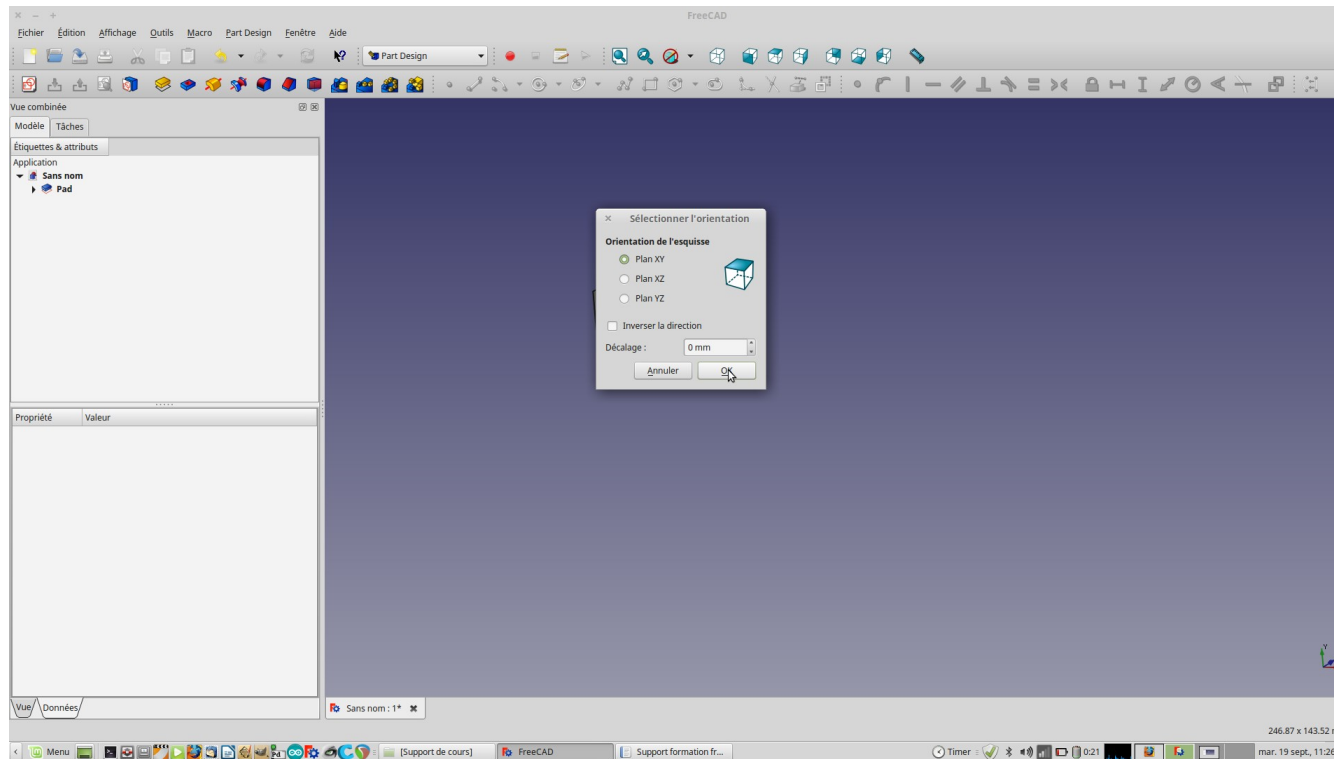 FreeCAD
Fichier Édition Affichage Outils Macro Part Design Fenêtre Aide
Part Design
Vue combinée
Modèle Tâches
Étiquettes & attributs
Application
Sans nom
Pad
Sélectionner l'orientation
Orientation de l'esquisse
Plan XY
Plan XZ
Plan YZ
Inverser la direction
Décalage : 0 mm
Annuler OK
Propriété Valeur
Y
Vue Données
Sans nom : 1*
246.87 x 143.52
Menu [Support de cours] FreeCAD Support formation fr... Timer 0:21 mar. 19 sept., 11:26